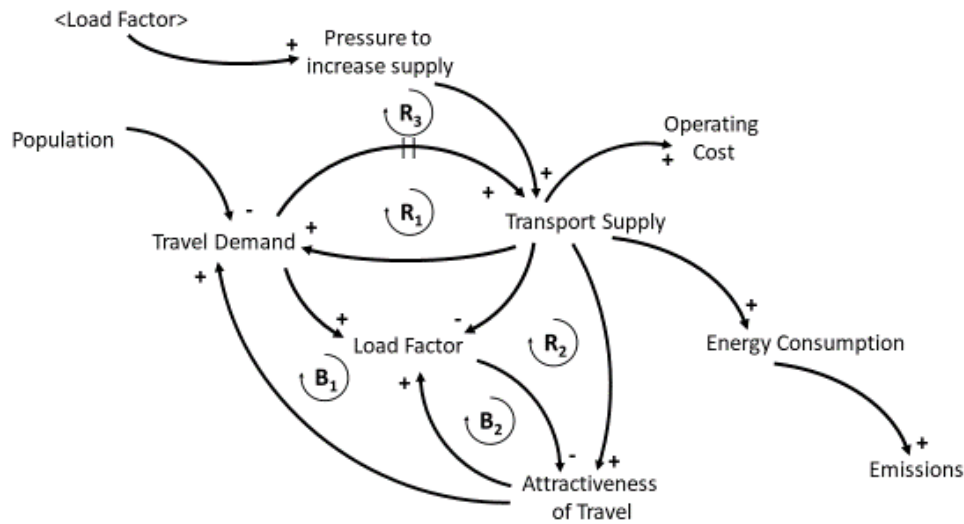 <Load Factor>
+
Pressure to
increase supply
Population
R3
Operating
Cost
+
+
+
-
R1
+
Transport Supply
Travel Demand
+
+
-
+
Load Factor
R2
Energy Consumption
B1
+
B2
-
+
+
Attractiveness
of Travel
Emissions